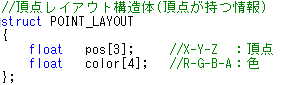 //頂点レイアウト構造体(頂点が持つ情報)
struct POINT_LAYOUT
{
    float    pos[3];    //X-Y-Z  :頂点
    float    color[4];  //R-G-B-A:色
};